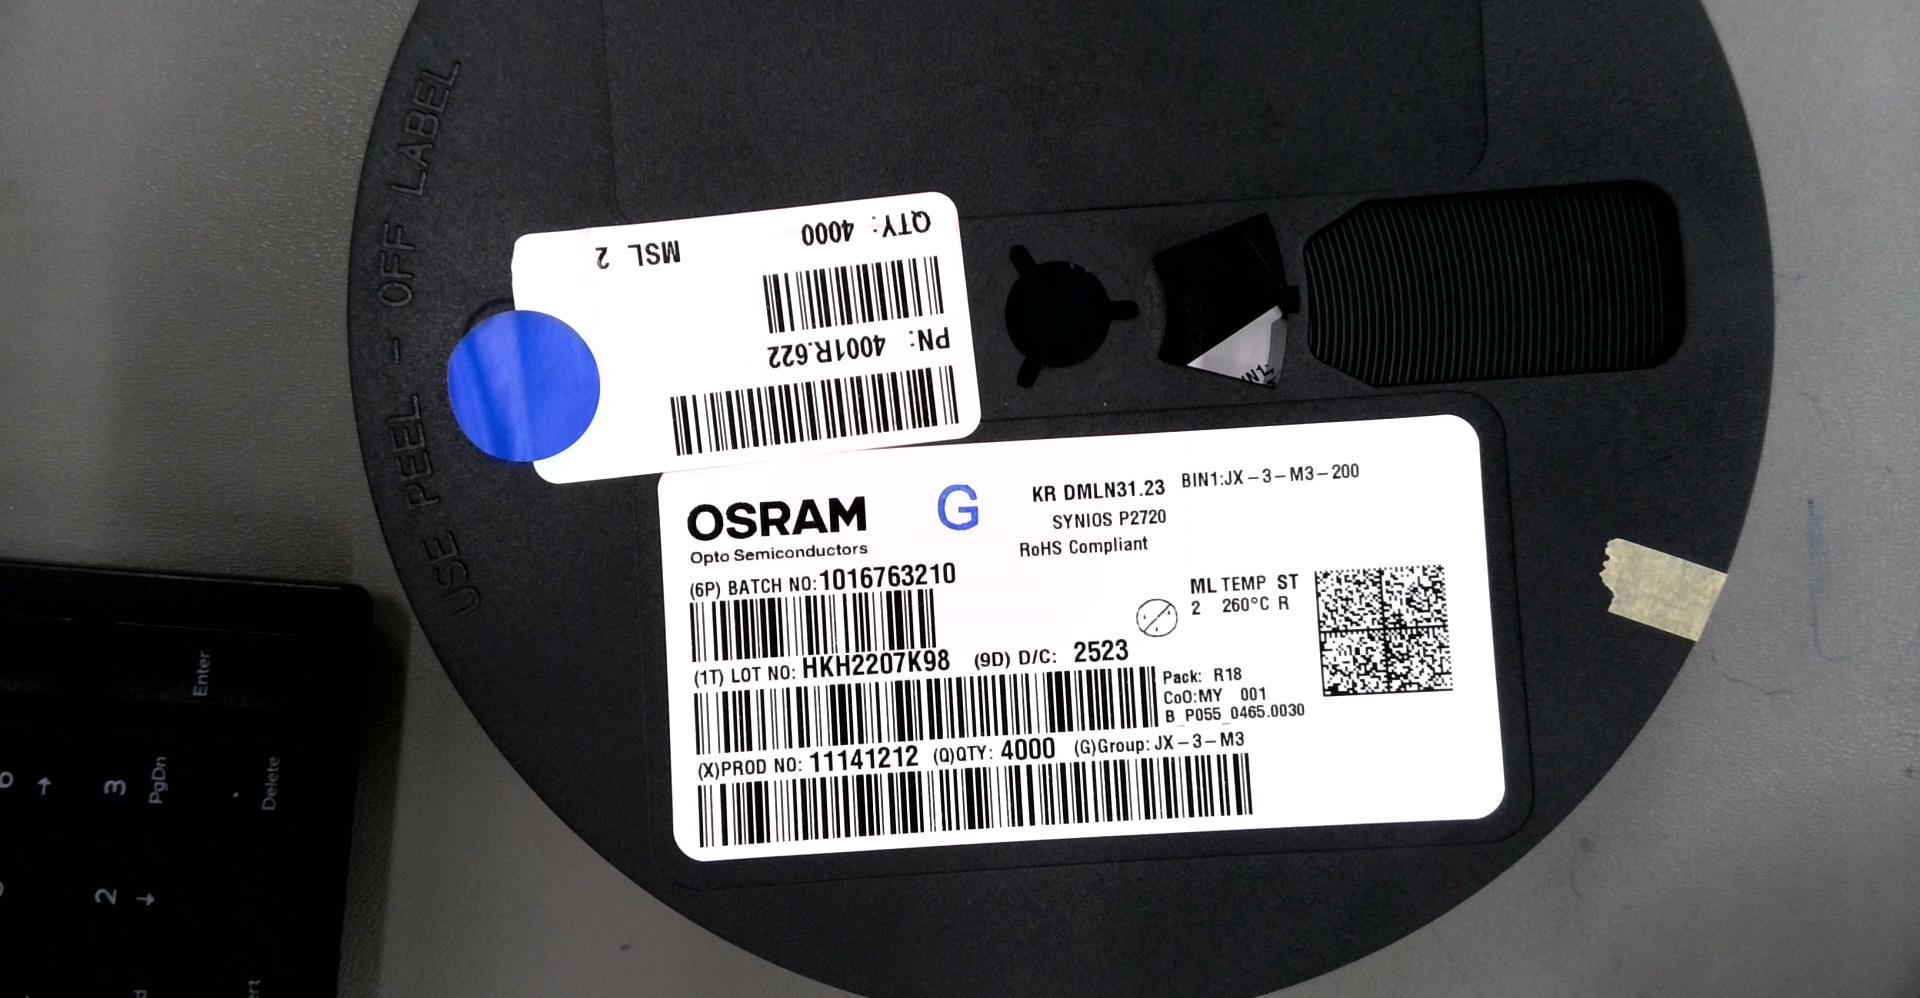 USE PEEL - OFF LABEL
QTY: 4000
MSL 2
PN: 4001R.622
OSRAM
Opto Semiconductors
G
KR DMLN31.23
BIN1:JX-3-M3-200
SYNIOS P2720
RoHS Compliant
(6P) BATCH NO:1016763210
ML TEMP ST
2 260°C R
(1T) LOT NO: HKH2207K98 (9D) D/C: 2523
Pack: R18
CoO:MY 001
B_P055_0465.0030
(X)PROD NO: 11141212 (Q)QTY: 4000 (G)Group: JX-3-M3
Enter
3
PgDn
.
Delete
2